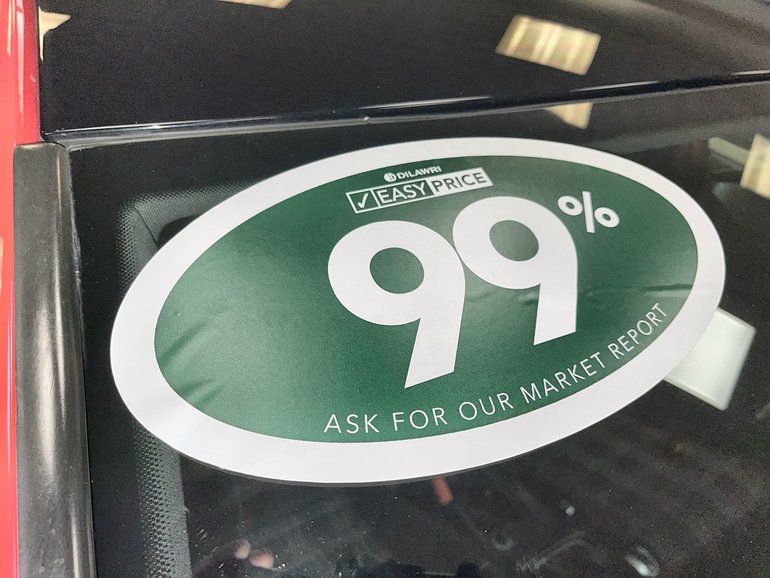 DILAWRI
✓ EASY PRICE
99%
ASK FOR OUR MARKET REPORT